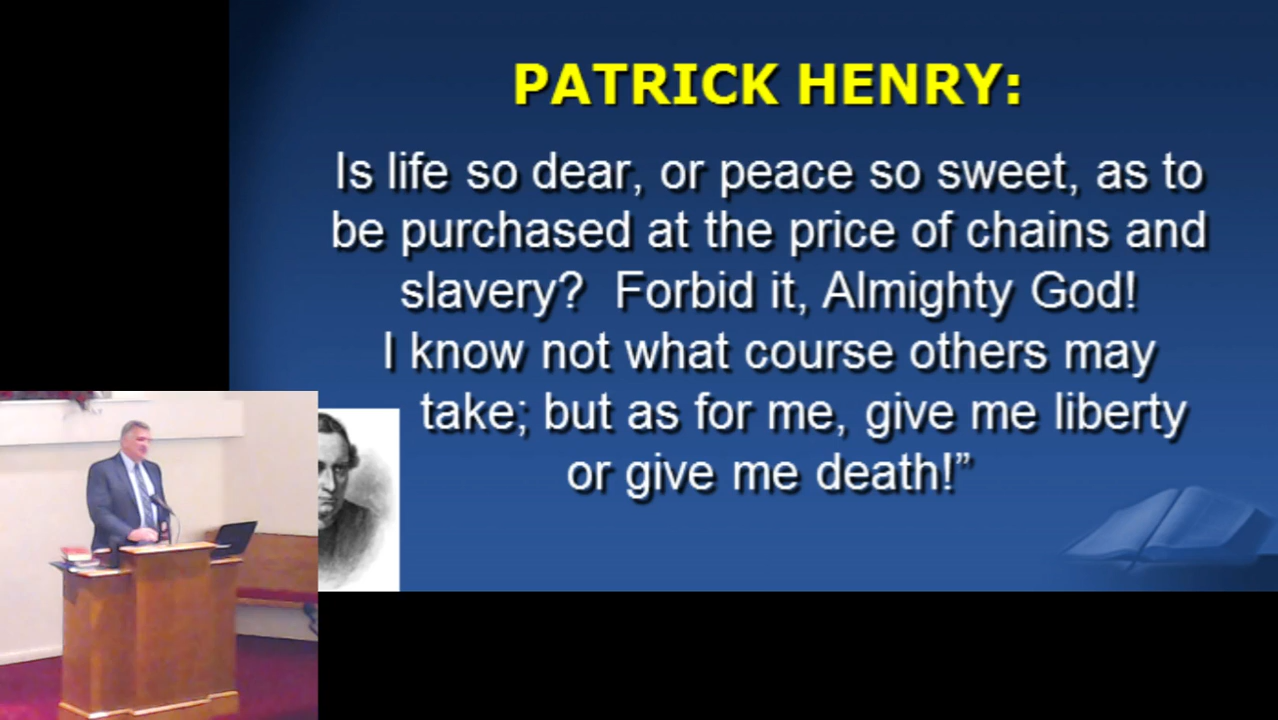 PATRICK HENRY:
Is life so dear, or peace so sweet, as to
be purchased at the price of chains and
slavery?  Forbid it, Almighty God!
I know not what course others may
take; but as for me, give me liberty
or give me death!”